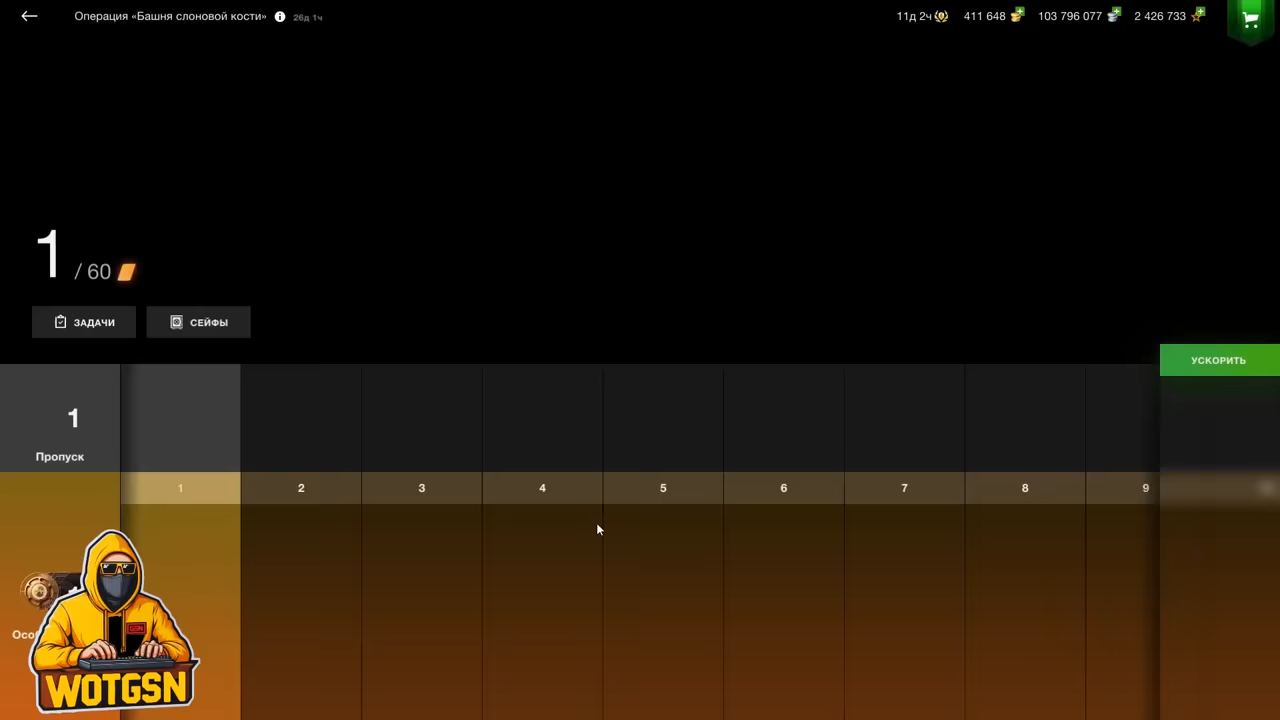 Операция «Башня слоновой кости» 26д 1ч
11д 2ч 411 648 103 796 077 2 426 733
1 / 60
ЗАДАЧИ СЕЙФЫ
УСКОРИТЬ
1
Пропуск
1 2 3 4 5 6 7 8 9
WOTGSN